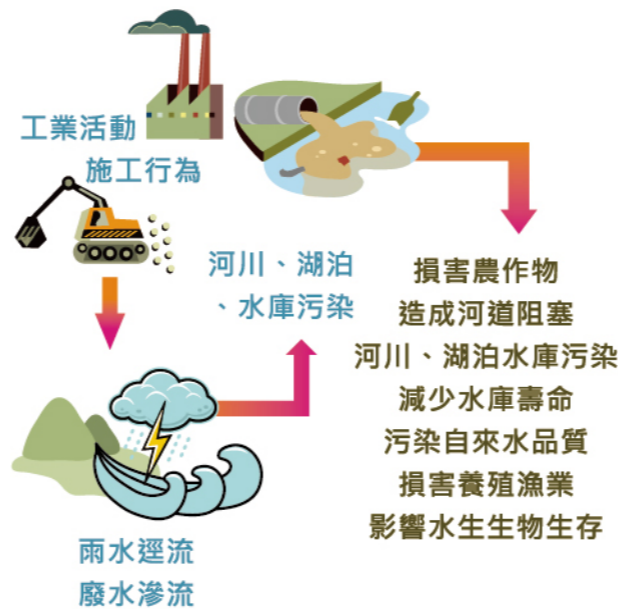 工業活動
施工行為
河川、湖泊
、水庫污染
雨水逕流
廢水滲流
損害農作物
造成河道阻塞
河川、湖泊水庫污染
減少水庫壽命
污染自來水品質
損害養殖漁業
影響水生生物生存